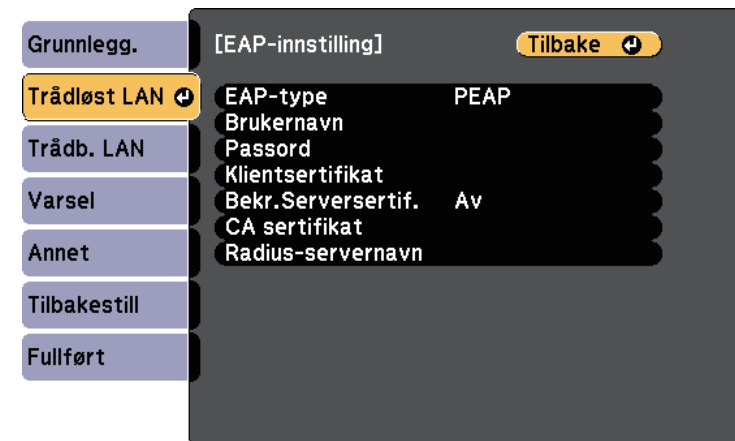 Grunnlegg.
Trådløst LAN
Trådb. LAN
Varsel
Annet
Tilbakestill
Fullført
[EAP-innstilling] Tilbake
EAP-type PEAP
Brukernavn
Passord
Klientsertifikat
Bekr.Serversertif. Av
CA sertifikat
Radius-servernavn